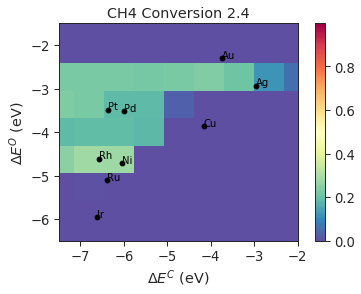 CH4 Conversion 2.4
ΔE^O (eV)
−2
−3
−4
−5
−6
Au
Ag
Pt
Pd
Cu
Rh
Ni
Ru
Ir
−7
−6
−5
−4
−3
−2
ΔE^C (eV)
0.8
0.6
0.4
0.2
0.0